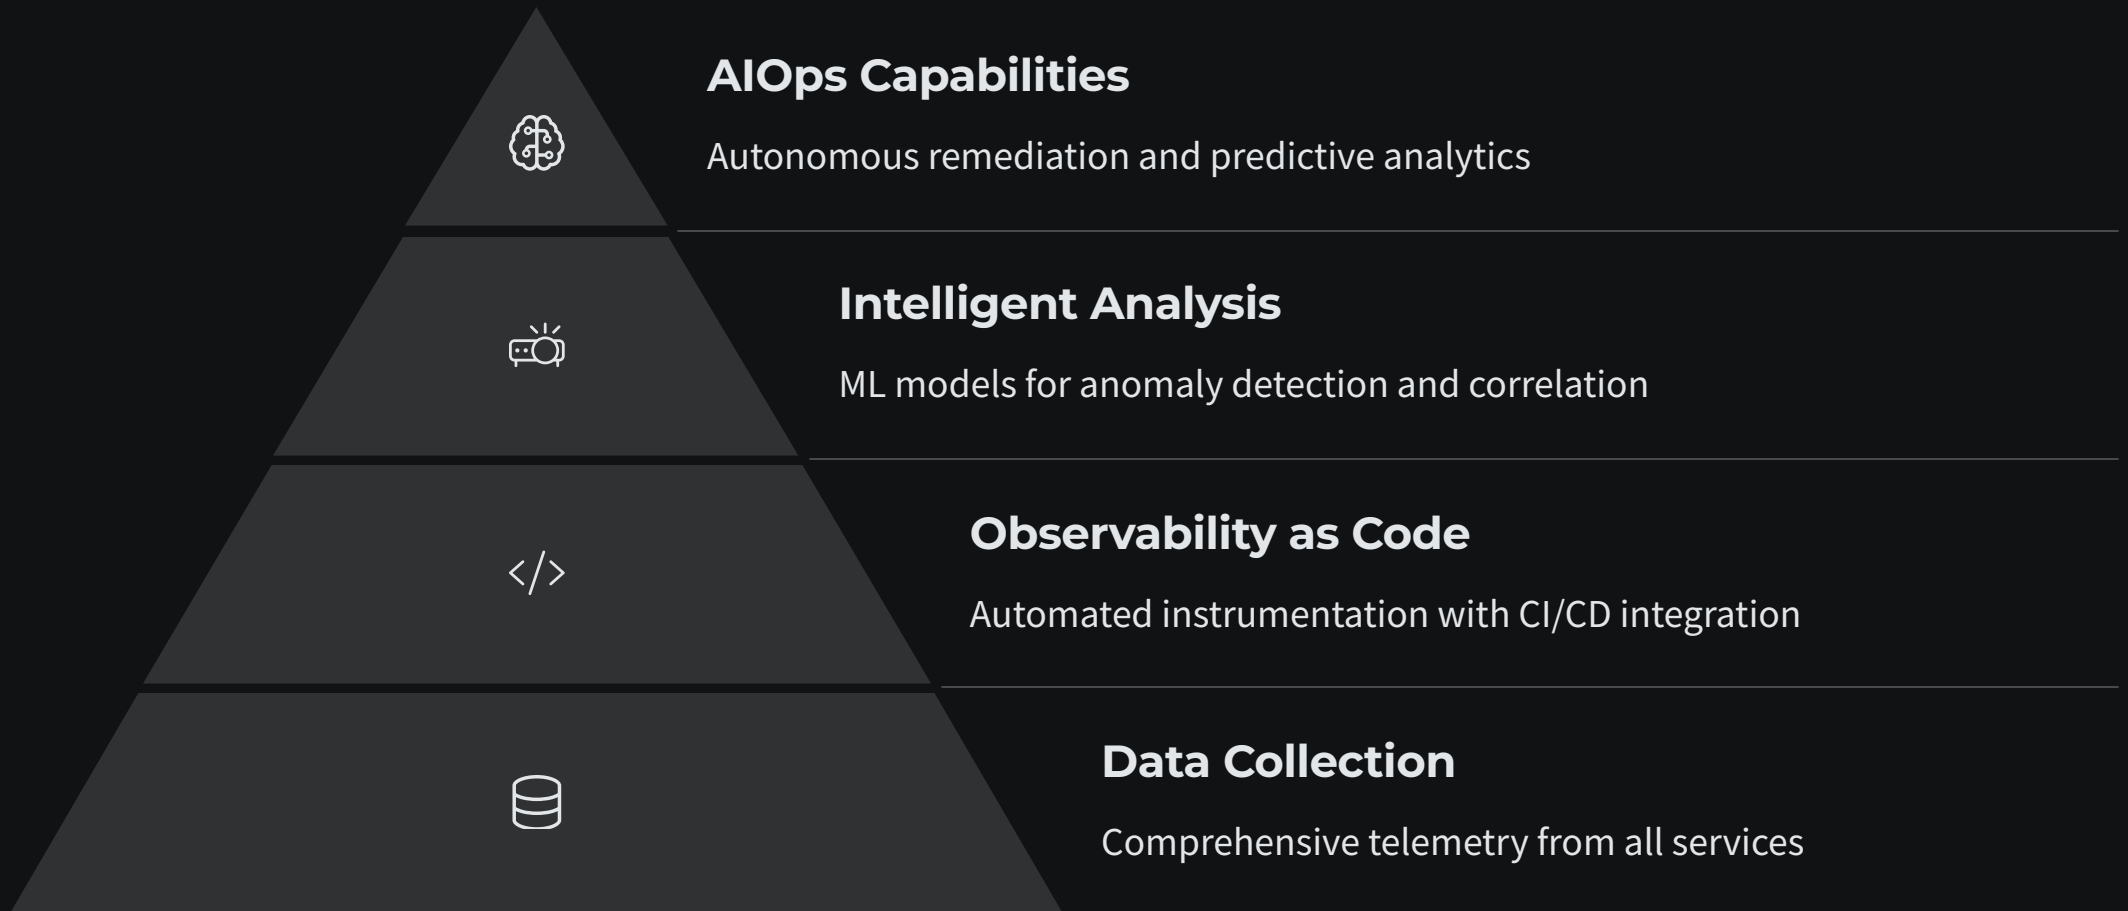 AIOps Capabilities
Autonomous remediation and predictive analytics
Intelligent Analysis
ML models for anomaly detection and correlation
Observability as Code
Automated instrumentation with CI/CD integration
Data Collection
Comprehensive telemetry from all services